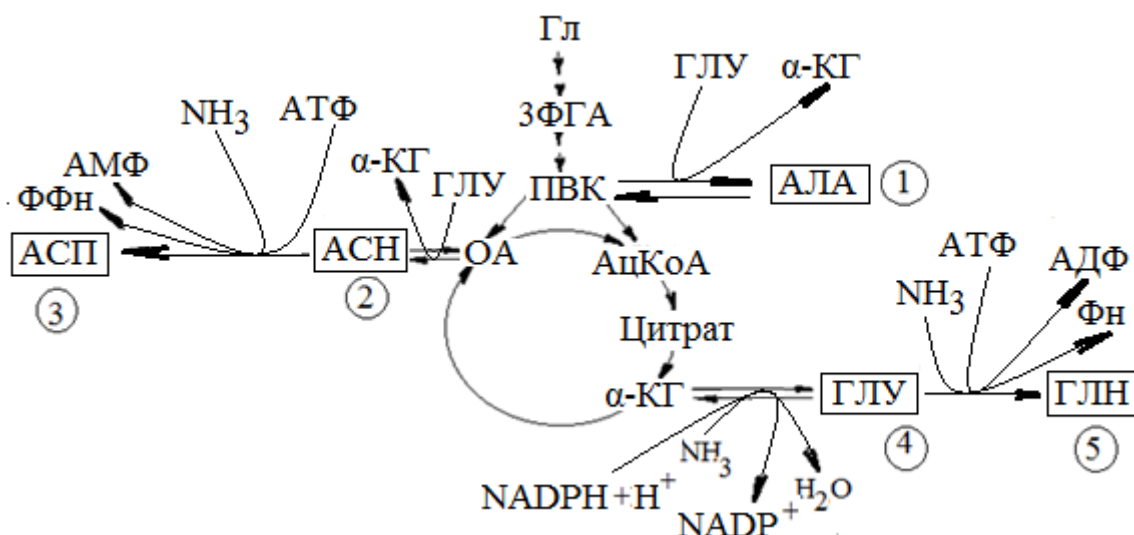 Гл
ГЛУ
α-КГ
NH3
АТФ
3ФГА
АМФ
ФФн
α-КГ
ГЛУ
ПВК
АЛА
1
АСП
АСН
ОА
АцКоА
3
2
АТФ
АДФ
NH3
Фн
Цитрат
α-КГ
ГЛУ
ГЛН
4
5
NH3
NADPH+H+
H2O
NADP+